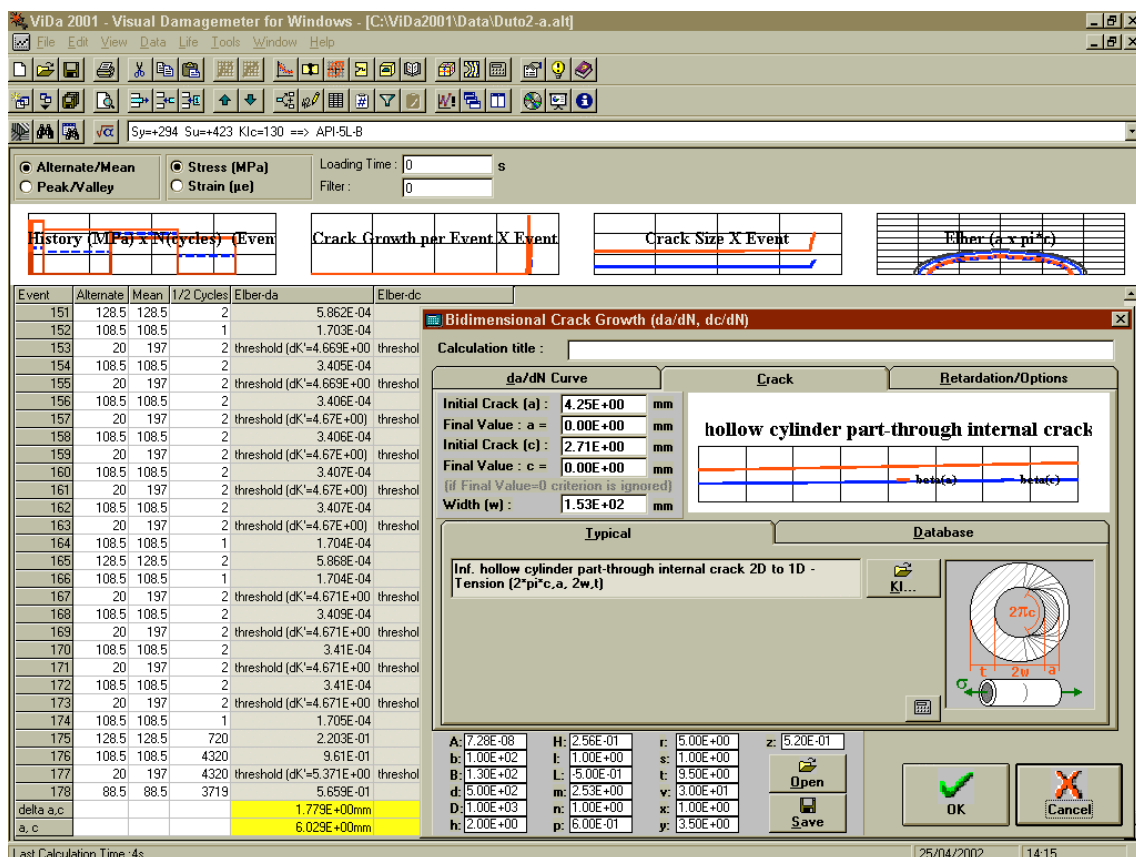 ViDa 2001 - Visual Damagemeter for Windows - [C:\ViDa2001\Data\Duto2-a.alt]
File Edit View Data Life Tools Window Help
√α Sy=+294 Su=+423 KIc=130 ==> API-5L-B
Alternate/Mean Stress (MPa) Loading Time : 0 s
Peak/Valley Strain (µe) Filter : 0
History (MPa) x N(cycles) (Even Crack Growth per Event X Event Crack Size X Event Elber (a x pi*c)
Event Alternate Mean 1/2 Cycles Elber-da Elber-dc
151 128.5 128.5 2 5.862E-04
152 108.5 108.5 1 1.703E-04
153 20 197 2 threshold (dK'=4.669E+00 threshol
154 108.5 108.5 2 3.405E-04
155 20 197 2 threshold (dK'=4.669E+00 threshol
156 108.5 108.5 2 3.406E-04
157 20 197 2 threshold (dK'=4.67E+00) threshol
158 108.5 108.5 2 3.406E-04
159 20 197 2 threshold (dK'=4.67E+00) threshol
160 108.5 108.5 2 3.407E-04
161 20 197 2 threshold (dK'=4.67E+00) threshol
162 108.5 108.5 2 3.407E-04
163 20 197 2 threshold (dK'=4.67E+00) threshol
164 108.5 108.5 1 1.704E-04
165 128.5 128.5 2 5.868E-04
166 108.5 108.5 1 1.704E-04
167 20 197 2 threshold (dK'=4.671E+00 threshol
168 108.5 108.5 2 3.409E-04
169 20 197 2 threshold (dK'=4.671E+00 threshol
170 108.5 108.5 2 3.41E-04
171 20 197 2 threshold (dK'=4.671E+00 threshol
172 108.5 108.5 2 3.41E-04
173 20 197 2 threshold (dK'=4.671E+00 threshol
174 108.5 108.5 1 1.705E-04
175 128.5 128.5 720 2.203E-01
176 108.5 108.5 4320 9.61E-01
177 20 197 4320 threshold (dK'=5.371E+00 threshol
178 88.5 88.5 3719 5.659E-01
delta a,c 1.779E+00mm
a, c 6.029E+00mm
Bidimensional Crack Growth (da/dN, dc/dN)
Calculation title :
da/dN Curve Crack Retardation/Options
Initial Crack (a) : 4.25E+00 mm
Final Value : a = 0.00E+00 mm
Initial Crack (c) : 2.71E+00 mm
Final Value : c = 0.00E+00 mm
(if Final Value=0 criterion is ignored)
Width (w) : 1.53E+02 mm
hollow cylinder part-through internal crack
beta(a) beta(c)
Typical Database
Inf. hollow cylinder part-through internal crack 2D to 1D -
Tension (2*pi*c,a, 2w,t)
KI...
2πc
t 2w a
σ
A: 7.28E-08 H: 2.56E-01 r: 5.00E+00 z: 5.20E-01
b: 1.00E+02 I: 1.00E+00 s: 1.00E+00
B: 1.30E+02 L: -5.00E-01 t: 9.50E+00
d: 5.00E+02 m: 2.53E+00 v: 3.00E+01
D: 1.00E+03 n: 1.00E+00 x: 1.00E+00
h: 2.00E+00 p: 6.00E-01 y: 3.50E+00
Open
Save
OK
Cancel
Last Calculation Time :4s 25/04/2002 14:15